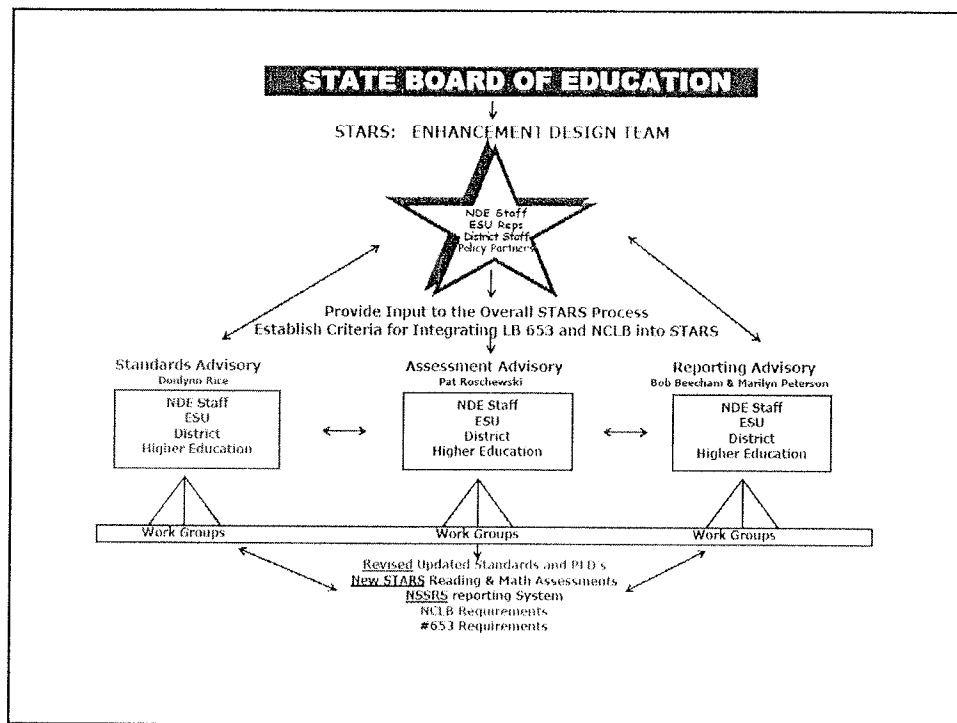 STATE BOARD OF EDUCATION
STARS: ENHANCEMENT DESIGN TEAM
NDE Staff
ESU Reps
District Staff
Policy Partners
Provide Input to the Overall STARS Process
Establish Criteria for Integrating LB 653 and NCLB into STARS
Standards Advisory
Donlynn Rice
NDE Staff
ESU
District
Higher Education
Assessment Advisory
Pat Roschewski
NDE Staff
ESU
District
Higher Education
Reporting Advisory
Bob Beecham & Marilyn Peterson
NDE Staff
ESU
District
Higher Education
Work Groups
Work Groups
Work Groups
Revised Updated Standards and PLD's
New STARS Reading & Math Assessments
NSSRS reporting System
NCLB Requirements
#653 Requirements